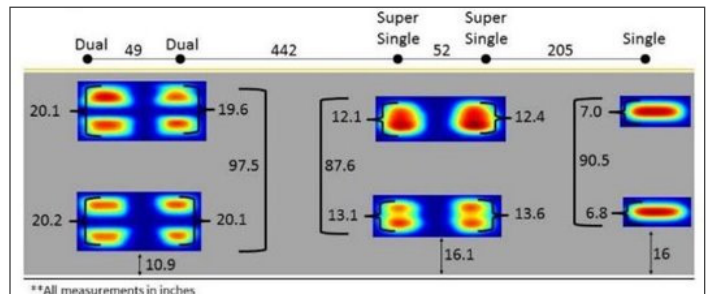 Super Super
Dual 49 Dual 442 Single 52 Single 205 Single
20.1 19.6 12.1 12.4 7.0
97.5 87.6 90.5
20.2 20.1 13.1 13.6 6.8
10.9 16.1 16
**All measurements in inches